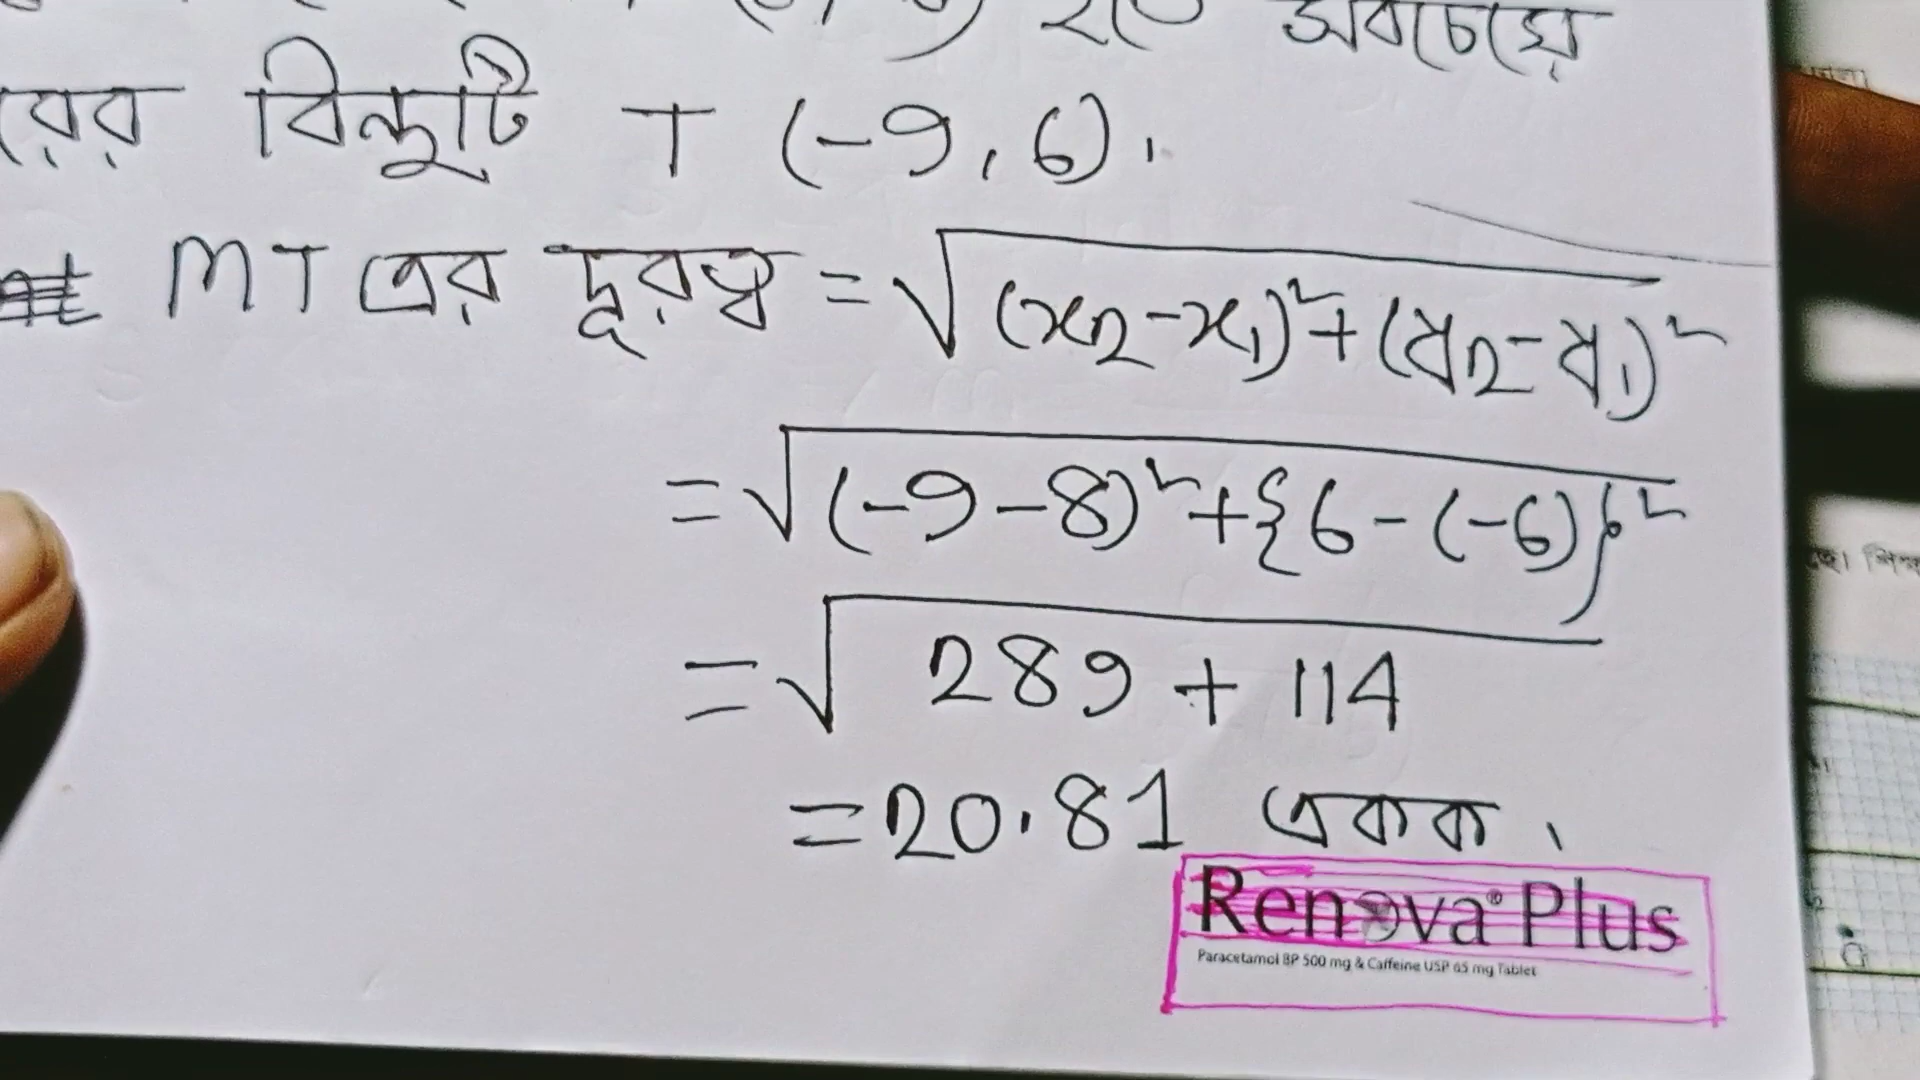 সবচেয়ে
বিন্দুটি T (-9, 6).
MT এর দূরত্ব = √(x₂-x₁)² + (y₂-y₁)²
= √(-9-8)² + {6-(-6)}²
= √289 + 114
= 20.81 একক.
Renova® Plus
Paracetamol BP 500 mg & Caffeine USP 65 mg Tablet